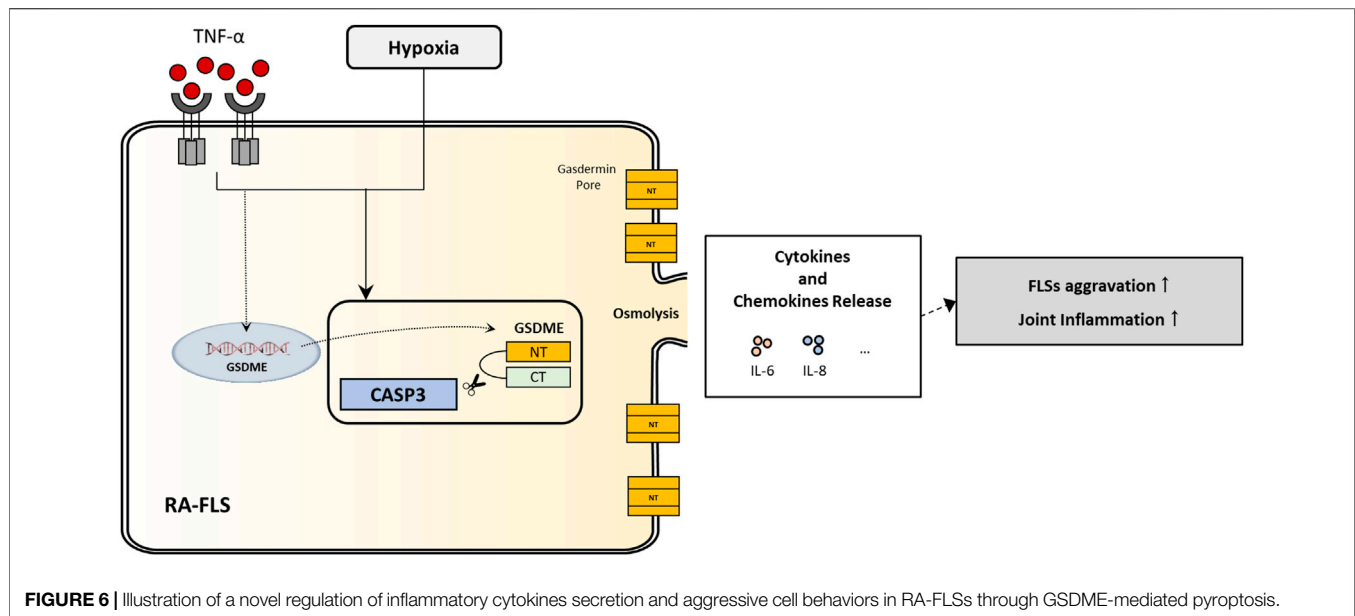 TNF-α
Hypoxia
Gasdermin
Pore
NT
NT
GSDME
GSDME
NT
CT
CASP3
Osmolysis
NT
NT
RA-FLS
Cytokines
and
Chemokines Release
IL-6 IL-8 ...
FLSs aggravation ↑
Joint Inflammation ↑
FIGURE 6 | Illustration of a novel regulation of inflammatory cytokines secretion and aggressive cell behaviors in RA-FLSs through GSDME-mediated pyroptosis.